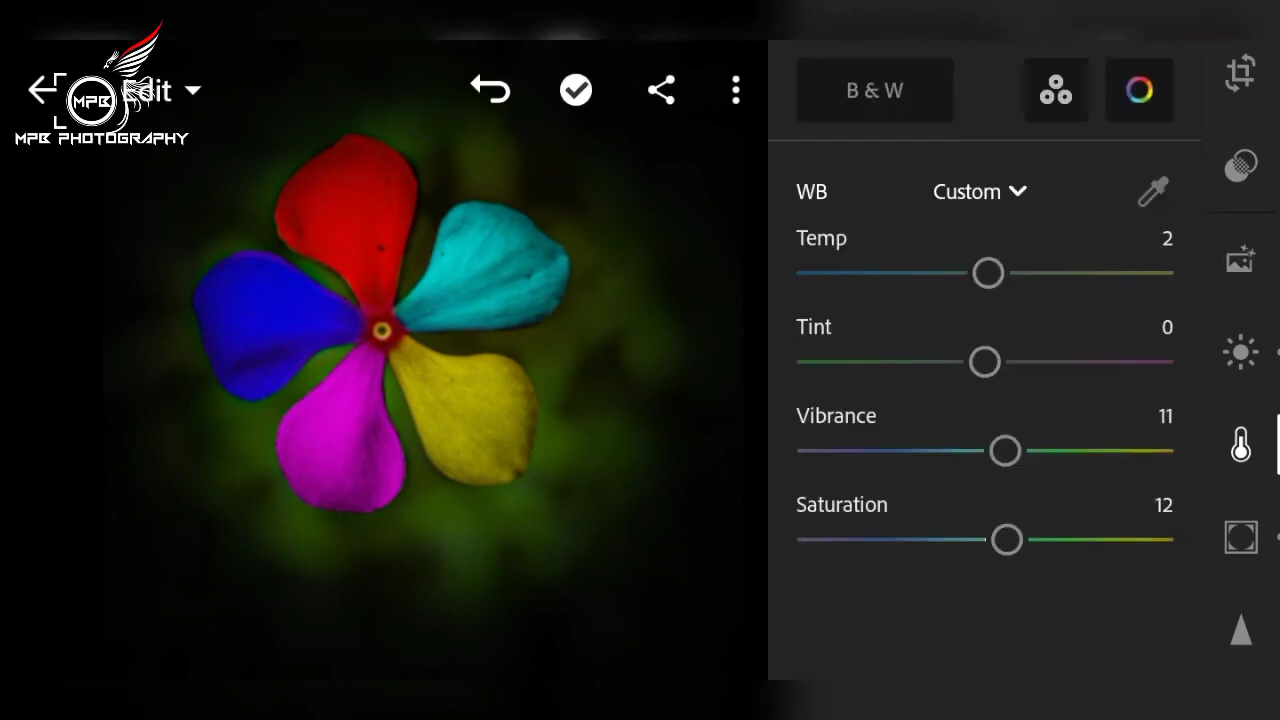 Edit
MPB
MPB PHOTOGRAPHY
B & W
WB Custom
Temp 2
Tint 0
Vibrance 11
Saturation 12